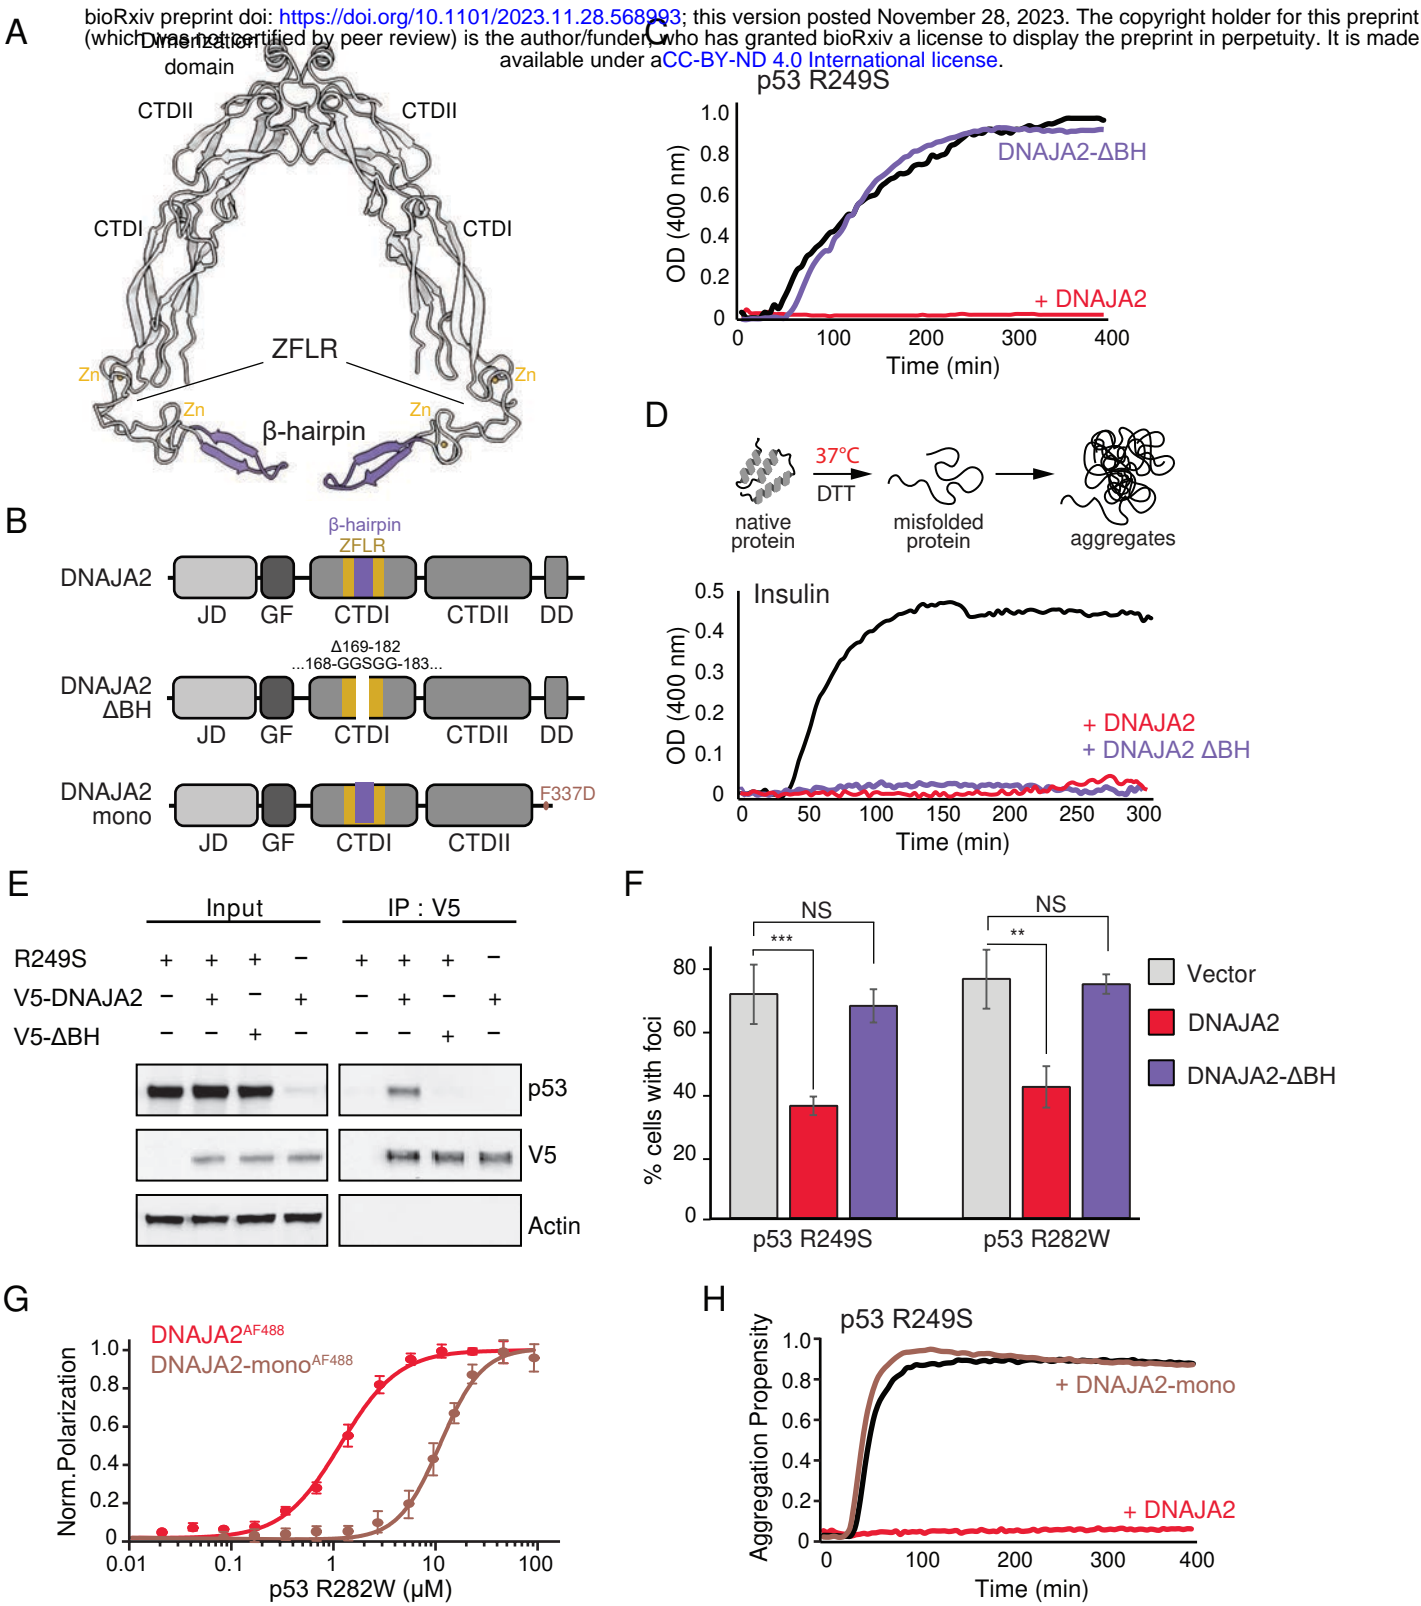 bioRxiv preprint doi: https://doi.org/10.1101/2023.11.28.568993; this version posted November 28, 2023. The copyright holder for this preprint
(which was not certified by peer review) is the author/funder, who has granted bioRxiv a license to display the preprint in perpetuity. It is made
available under aCC-BY-ND 4.0 International license.
A
Dimerization
domain
CTDII
CTDII
CTDI
CTDI
ZFLR
Zn
Zn
Zn
Zn
β-hairpin
B
β-hairpin
ZFLR
DNAJA2
JD GF CTDI CTDII DD
Δ169-182
...168-GGSGG-183...
DNAJA2
ΔBH
JD GF CTDI CTDII DD
DNAJA2
mono
F337D
JD GF CTDI CTDII
C
p53 R249S
OD (400 nm)
1.0
0.8
0.6
0.4
0.2
0
DNAJA2-ΔBH
+ DNAJA2
0 100 200 300 400
Time (min)
D
37°C
DTT
native
protein
misfolded
protein
aggregates
Insulin
OD (400 nm)
0.5
0.4
0.3
0.2
0.1
0
+ DNAJA2
+ DNAJA2 ΔBH
0 50 100 150 200 250 300
Time (min)
E
Input IP : V5
R249S + + + − + + + −
V5-DNAJA2 − + − + − + − +
V5-ΔBH − − + − − − + −
p53
V5
Actin
F
% cells with foci
80
60
40
20
0
NS
***
NS
**
p53 R249S p53 R282W
Vector
DNAJA2
DNAJA2-ΔBH
G
DNAJA2AF488
DNAJA2-monoAF488
Norm.Polarization
1.0
0.8
0.6
0.4
0.2
0
0.01 0.1 1 10 100
p53 R282W (µM)
H
p53 R249S
Aggregation Propensity
1.0
0.8
0.6
0.4
0.2
0
+ DNAJA2-mono
+ DNAJA2
0 100 200 300 400
Time (min)